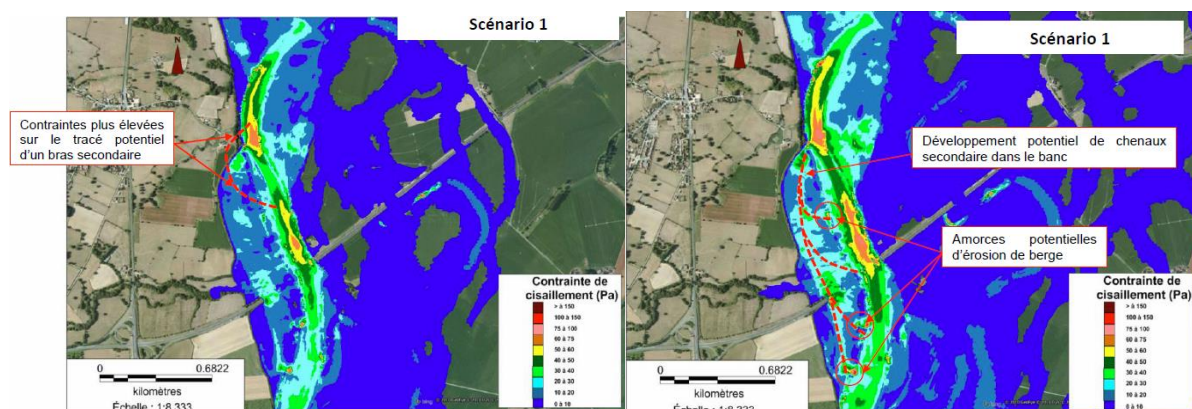 Scénario 1
N
Contraintes plus élevées
sur le tracé potentiel
d'un bras secondaire
Contrainte de
cisaillement (Pa)
> à 150
100 à 150
75 à 100
60 à 75
50 à 60
40 à 50
30 à 40
20 à 30
10 à 20
0 à 10
0 0.6822
kilomètres
Échelle : 1:8 333
Scénario 1
N
Développement potentiel de chenaux
secondaire dans le banc
Amorces potentielles
d'érosion de berge
Contrainte de
cisaillement (Pa)
> à 150
100 à 150
75 à 100
60 à 75
50 à 60
40 à 50
30 à 40
20 à 30
10 à 20
0 à 10
0 0.6822
kilomètres
Échelle : 1:8 333